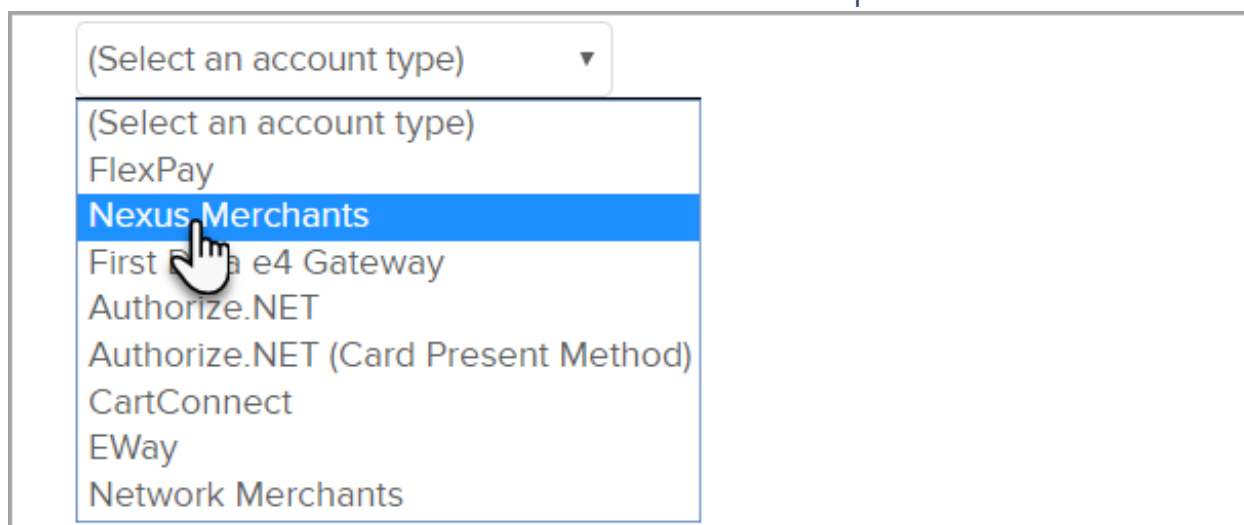 (Select an account type)
(Select an account type)
FlexPay
Nexus Merchants
First e4 Gateway
Authorize.NET
Authorize.NET (Card Present Method)
CartConnect
EWay
Network Merchants